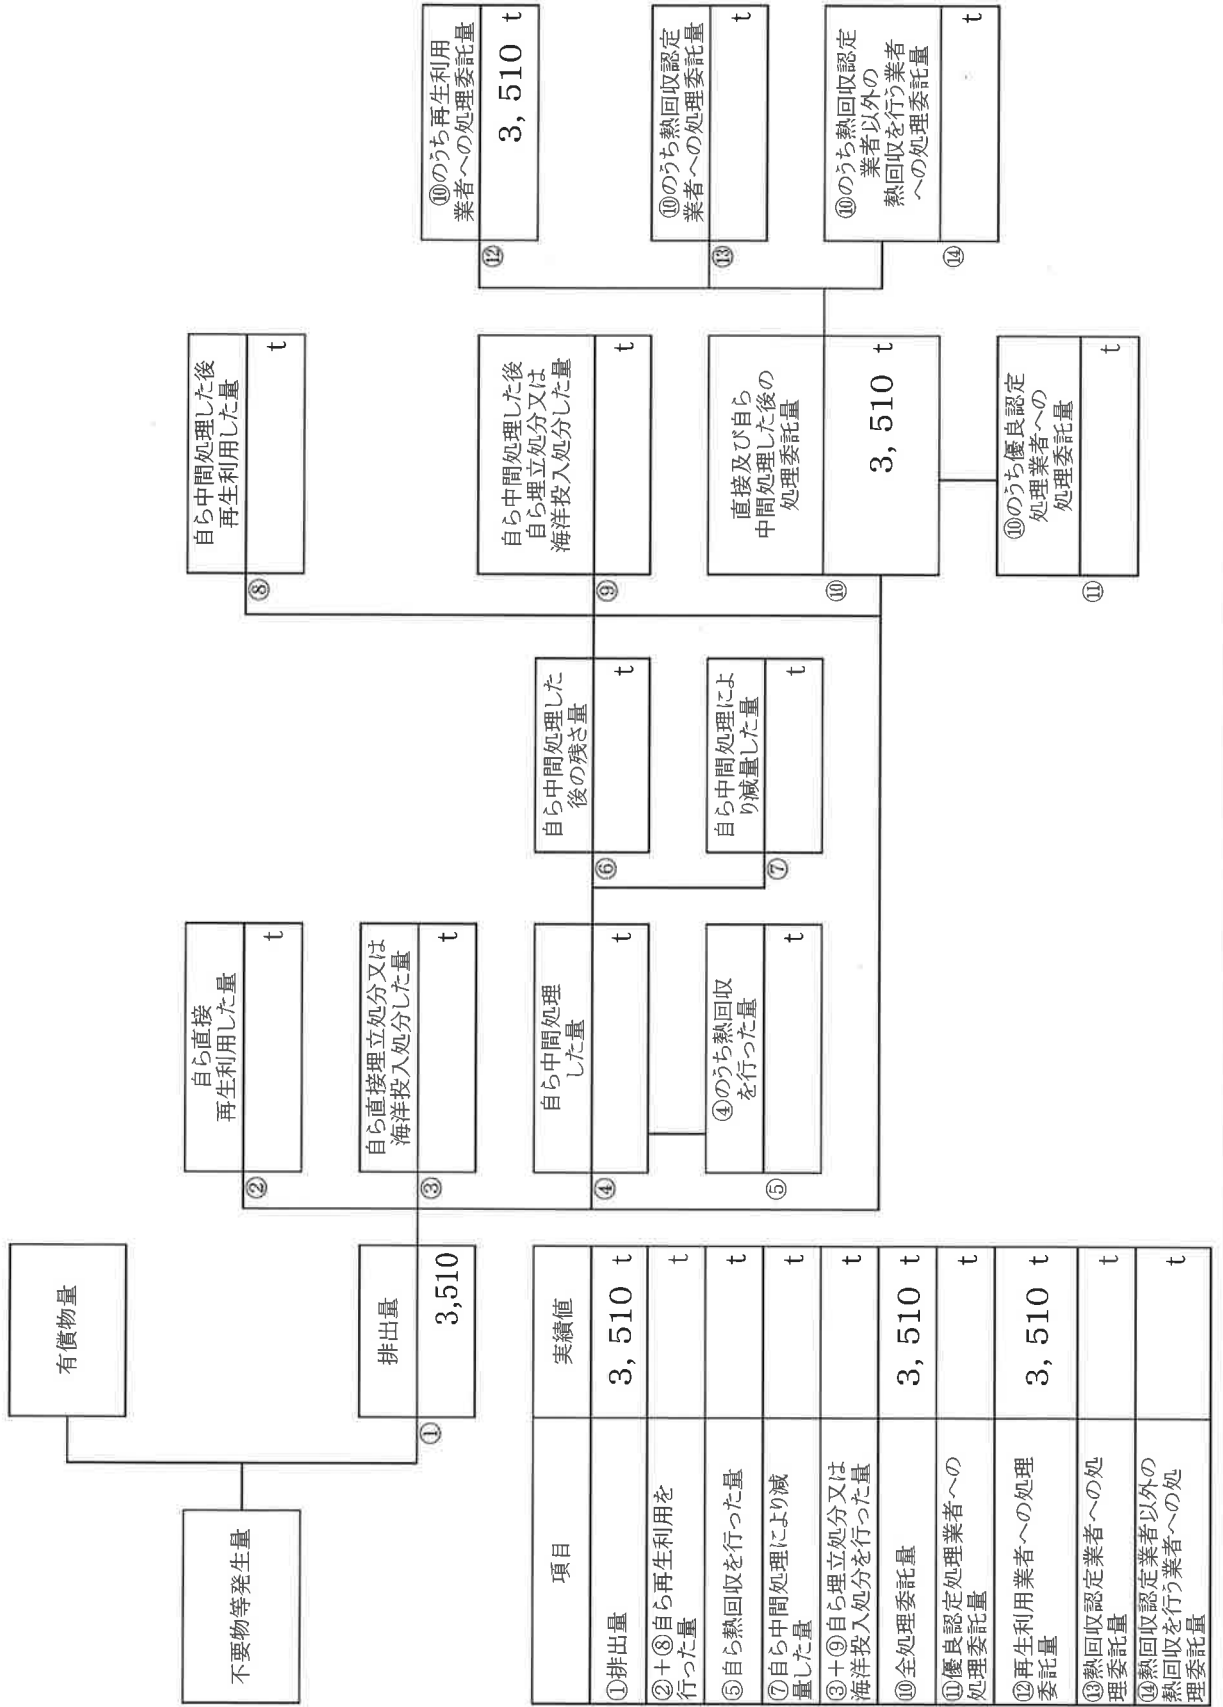 不要物等発生量
有償物量
①
排出量
3,510
②
自ら直接
再生利用した量
t
③
自ら直接埋立処分又は
海洋投入処分した量
t
④
自ら中間処理
した量
t
⑤
④のうち熱回収
を行った量
t
⑥
自ら中間処理した
後の残さ量
t
⑦
自ら中間処理によ
り減量した量
t
⑧
自ら中間処理した後
再生利用した量
t
⑨
自ら中間処理した後
自ら埋立処分又は
海洋投入処分した量
t
⑩
直接及び自ら
中間処理した後の
処理委託量
3,510 t
⑪
⑩のうち優良認定
処理業者への
処理委託量
t
⑫
⑩のうち再生利用
業者への処理委託量
3,510 t
⑬
⑩のうち熱回収認定
業者への処理委託量
t
⑭
⑩のうち熱回収認定
業者以外の
熱回収を行う業者
への処理委託量
t
項目 実績値
①排出量 3,510 t
②+⑧自ら再生利用を
行った量 t
⑤自ら熱回収を行った量 t
⑦自ら中間処理により減
量した量 t
③+⑨自ら埋立処分又は
海洋投入処分を行った量 t
⑩全処理委託量 3,510 t
⑪優良認定処理業者への
処理委託量 t
⑫再生利用業者への処理
委託量 3,510 t
⑬熱回収認定業者への処
理委託量 t
⑭熱回収認定業者以外の
熱回収を行う業者への処
理委託量 t